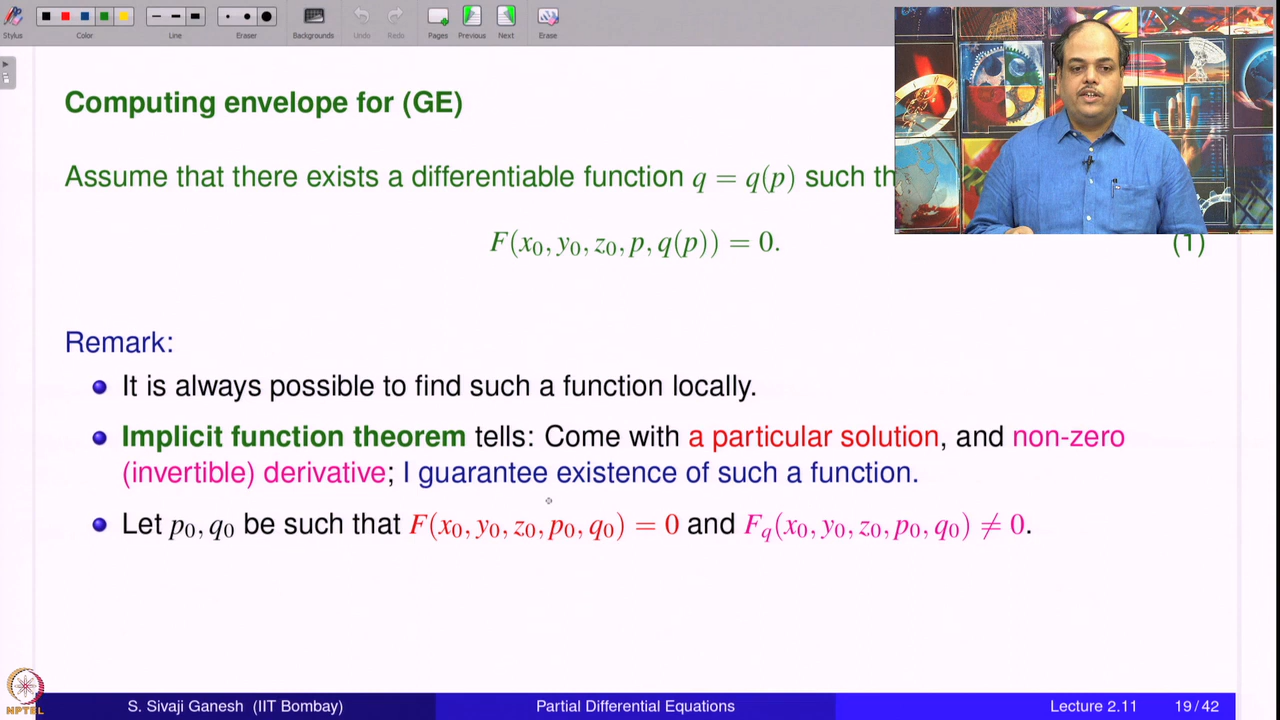 Stylus Color Line Eraser Backgrounds Undo Redo Pages Previous Next Erase
Computing envelope for (GE)
Assume that there exists a differentiable function q = q(p) such th
F(x₀, y₀, z₀, p, q(p)) = 0. (1)
Remark:
It is always possible to find such a function locally.
Implicit function theorem tells: Come with a particular solution, and non-zero
(invertible) derivative; I guarantee existence of such a function.
Let p₀, q₀ be such that F(x₀, y₀, z₀, p₀, q₀) = 0 and F_q(x₀, y₀, z₀, p₀, q₀) ≠ 0.
NPTEL
S. Sivaji Ganesh (IIT Bombay) Partial Differential Equations Lecture 2.11 19 / 42